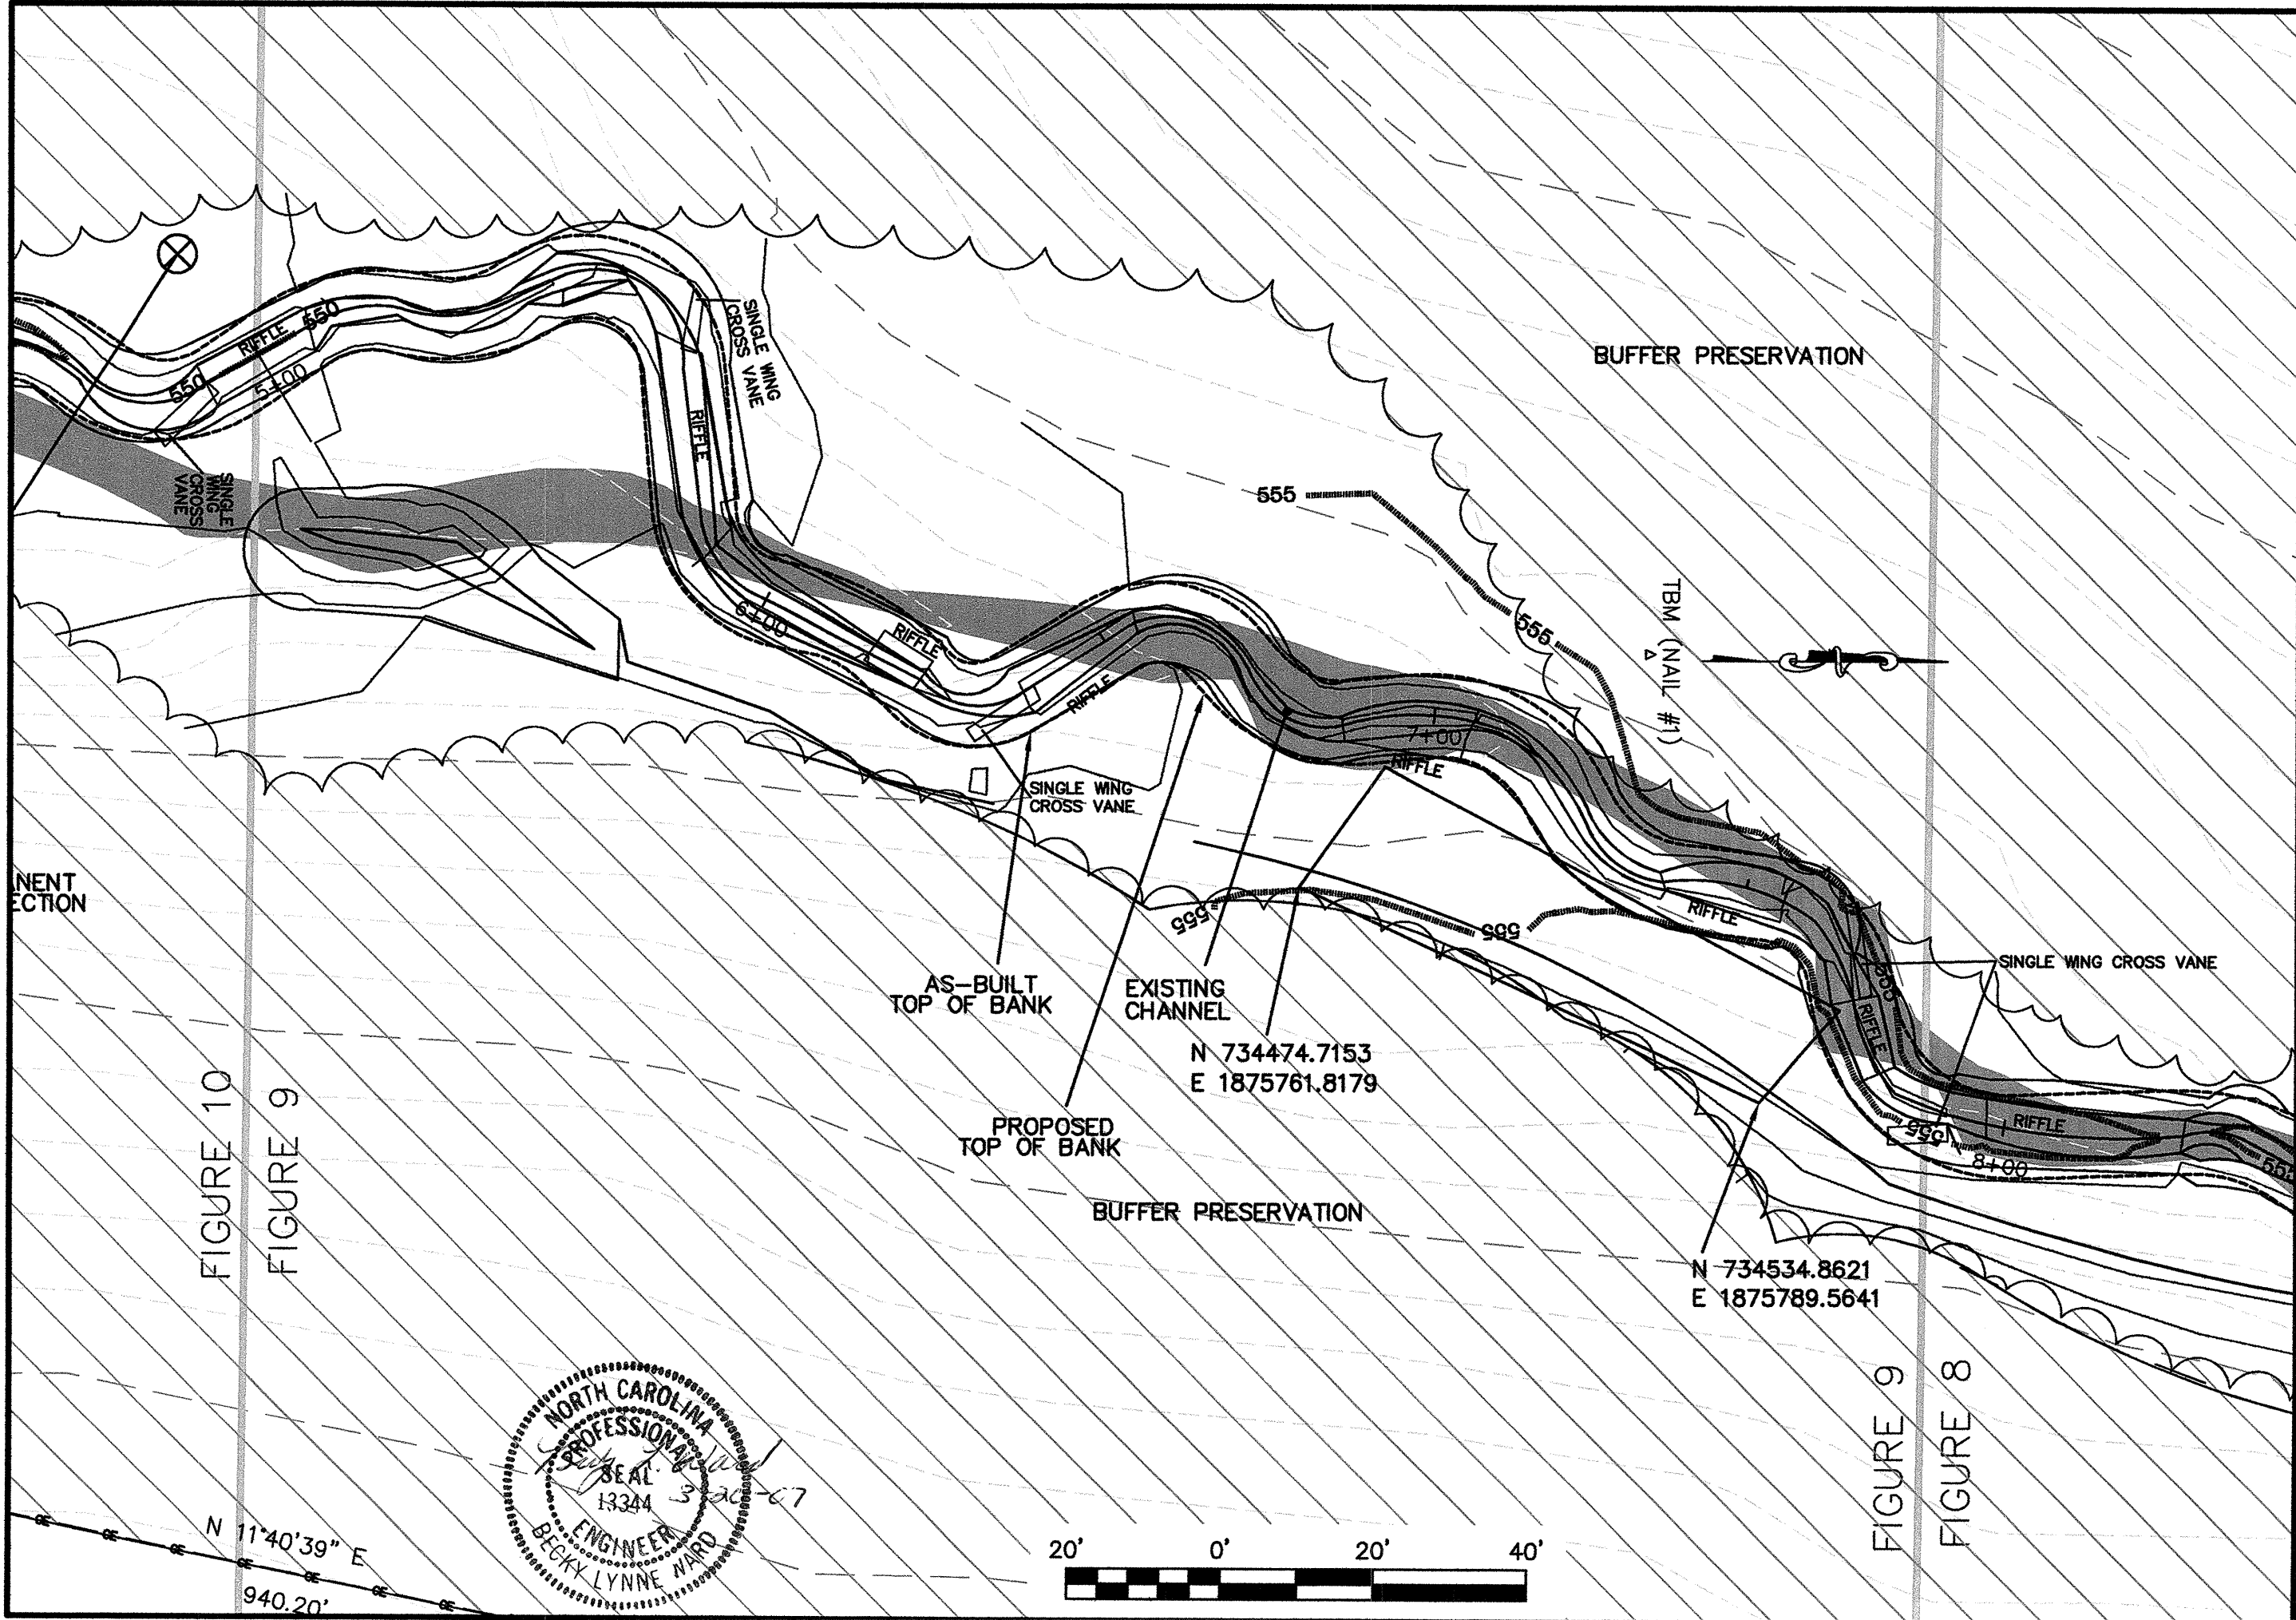 BUFFER PRESERVATION
SINGLE WING
CROSS VANE
RIFFLE
550
550
5+00
SINGLE
WING
CROSS
VANE
RIFFLE
555
555
TBM (NAIL #1)
6+00
RIFFLE
RIFFLE
7+00
RIFFLE
SINGLE WING
CROSS VANE
NENT
ECTION
555
555
RIFFLE
SINGLE WING CROSS VANE
555
RIFFLE
AS-BUILT
TOP OF BANK
EXISTING
CHANNEL
N 734474.7153
E 1875761.8179
PROPOSED
TOP OF BANK
555
RIFFLE
8+00
555
FIGURE 10
FIGURE 9
BUFFER PRESERVATION
N 734534.8621
E 1875789.5641
FIGURE 9
FIGURE 8
NORTH CAROLINA
PROFESSIONAL
SEAL
13344
ENGINEER
BECKY LYNNE WARD
N 11°40'39" E
940.20'
20' 0' 20' 40'